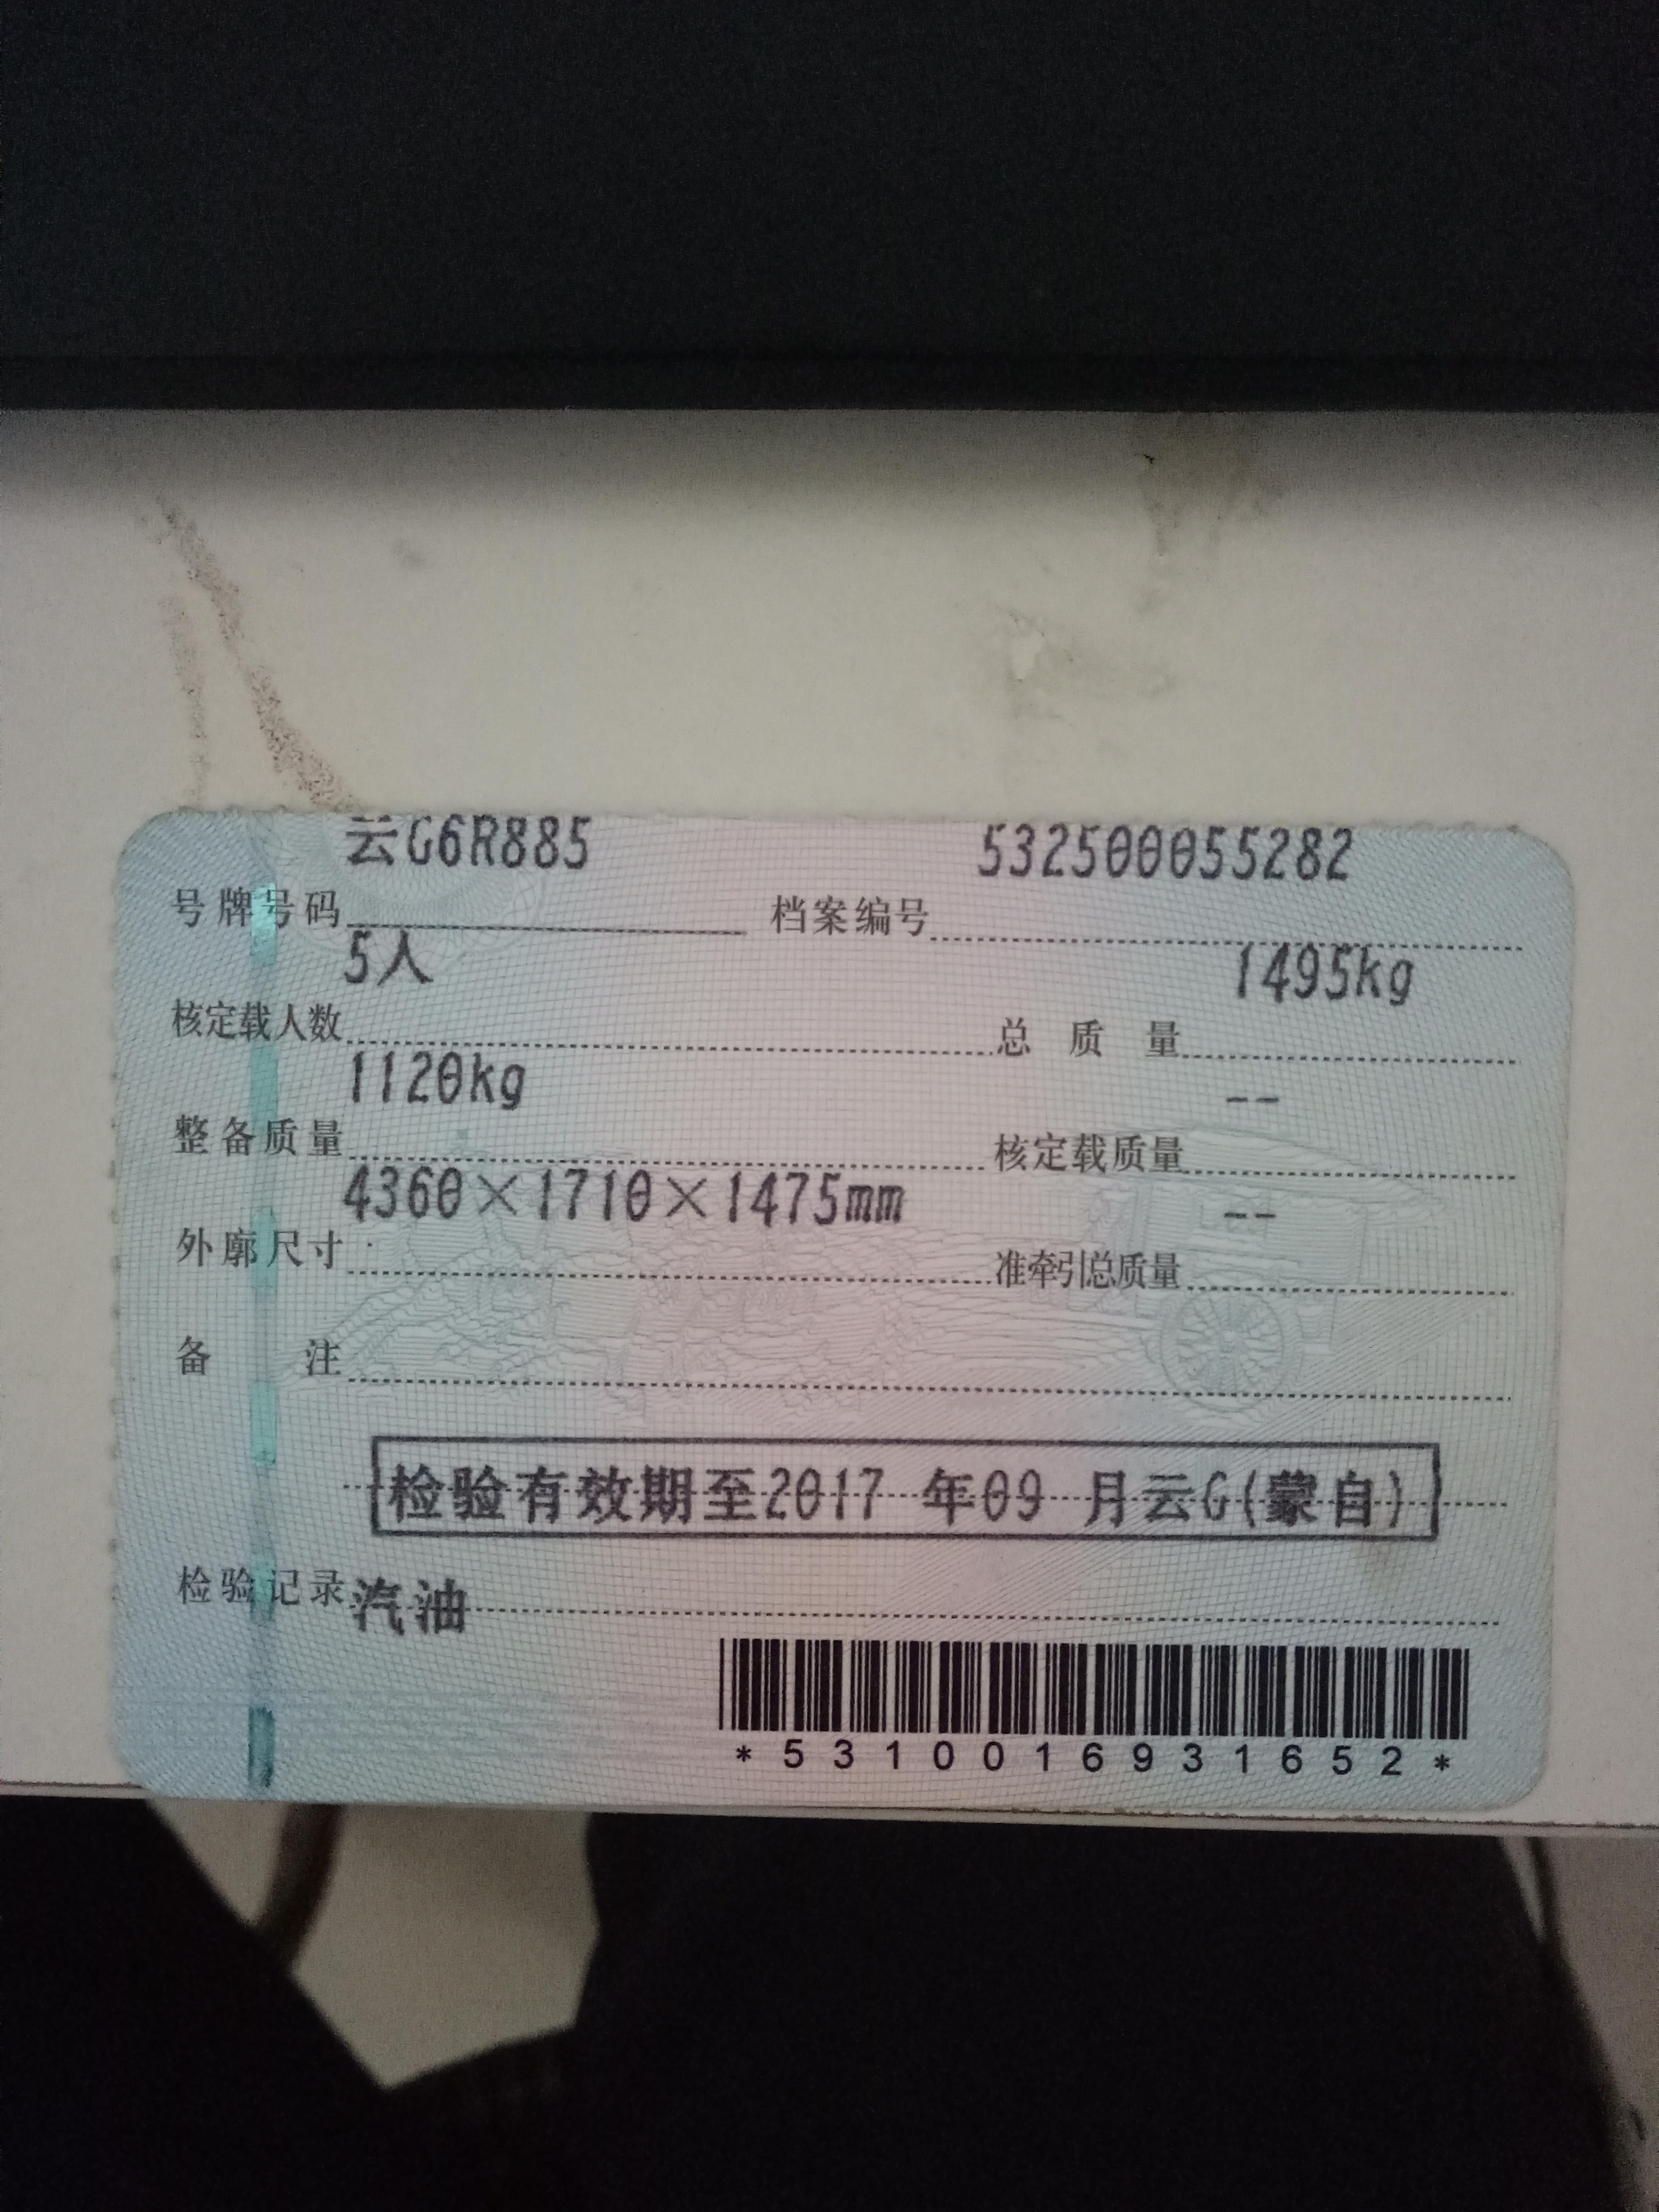 号牌号码 云G6R885 档案编号 532500055282
核定载人数 5人 总质量 1495kg
整备质量 1120kg 核定载质量 --
外廓尺寸 4360×1710×1475mm 准牵引总质量 --
备注
检验有效期至2017 年09 月云G(蒙自)
检验记录 汽油
*5310016931652*